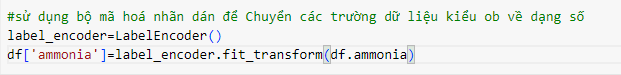 #sử dụng bộ mã hoá nhãn dán để Chuyển các trường dữ liệu kiểu ob về dạng số
label_encoder=LabelEncoder()
df['ammonia']=label_encoder.fit_transform(df.ammonia)